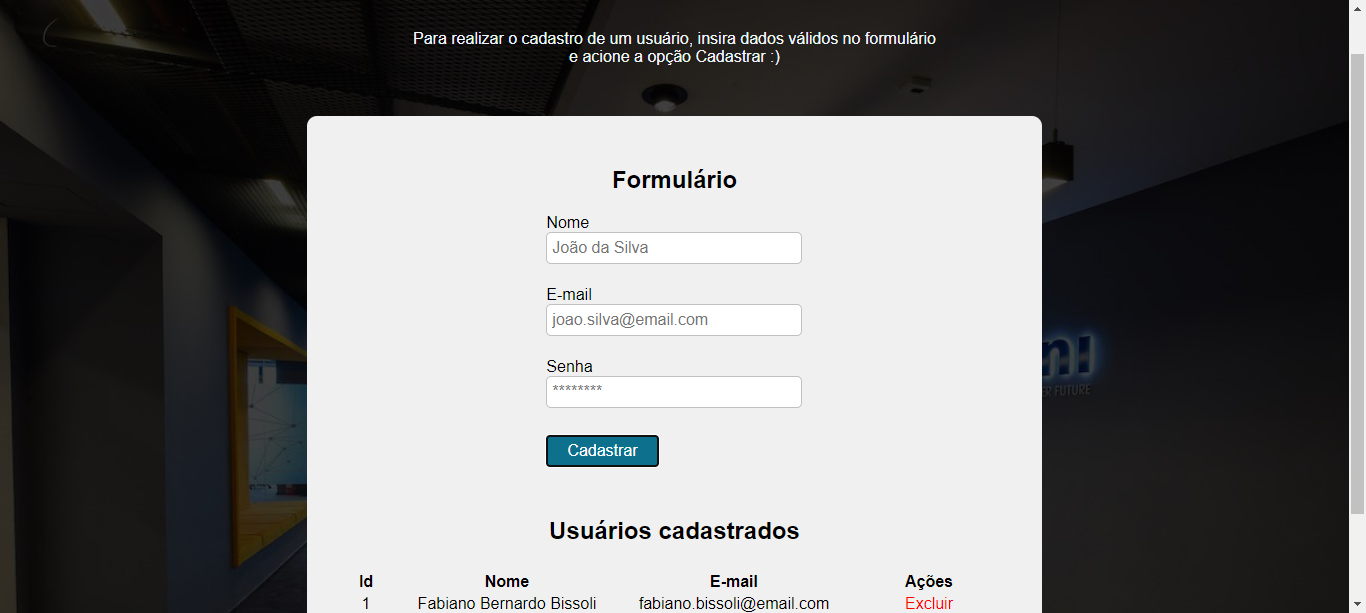 Para realizar o cadastro de um usuário, insira dados válidos no formulário
e acione a opção Cadastrar :)
Formulário
Nome
João da Silva
E-mail
joao.silva@email.com
Senha
********
Cadastrar
Usuários cadastrados
Id Nome E-mail Ações
1 Fabiano Bernardo Bissoli fabiano.bissoli@email.com Excluir
FUTURE